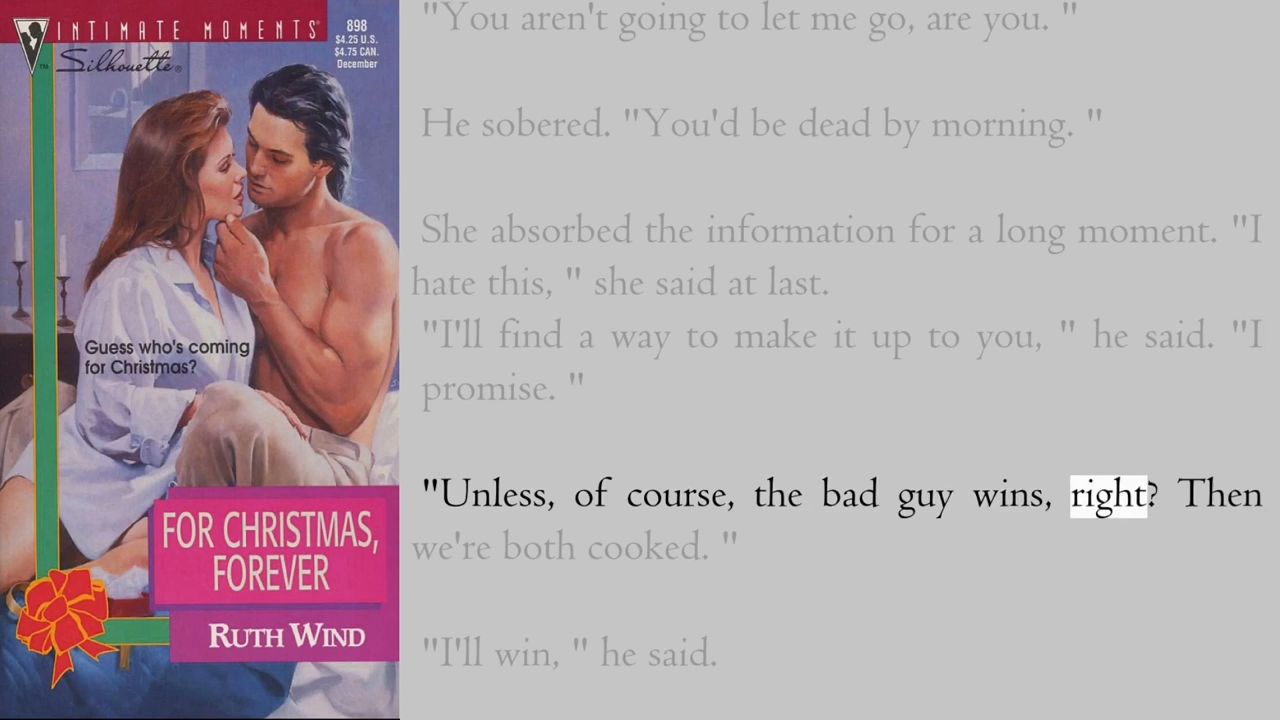 INTIMATE MOMENTS®
Silhouette®
TM
898
$4.25 U.S.
$4.75 CAN.
December
Guess who's coming
for Christmas?
FOR CHRISTMAS,
FOREVER
RUTH WIND
"You aren't going to let me go, are you. "
He sobered. "You'd be dead by morning. "
She absorbed the information for a long moment. "I
hate this, " she said at last.
"I'll find a way to make it up to you, " he said. "I
promise. "
"Unless, of course, the bad guy wins, right? Then
we're both cooked. "
"I'll win, " he said.